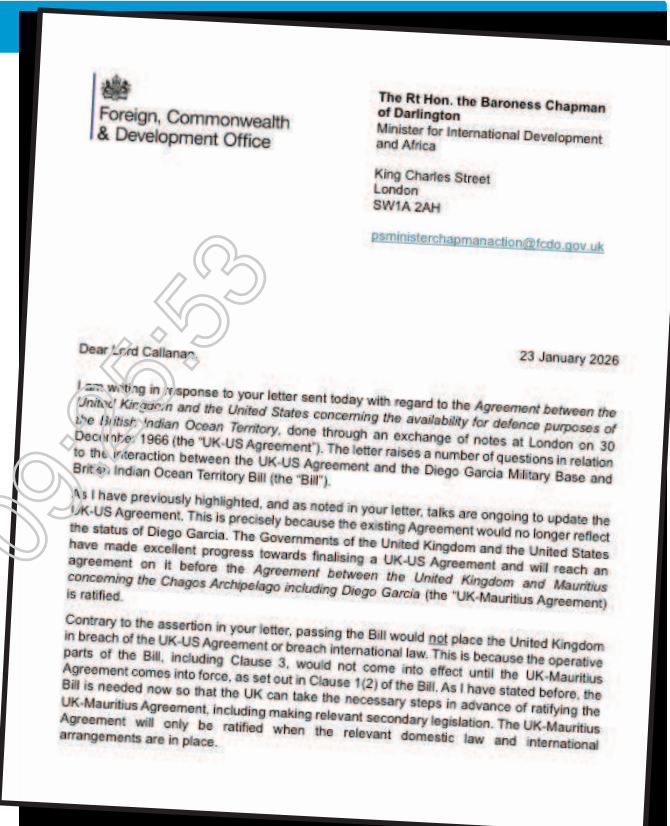 Foreign, Commonwealth
& Development Office
The Rt Hon. the Baroness Chapman
of Darlington
Minister for International Development
and Africa
King Charles Street
London
SW1A 2AH
psministerchapmanaction@fcdo.gov.uk
Dear Lord Callanan,
23 January 2026
I am writing in response to your letter sent today with regard to the Agreement between the
United Kingdom and the United States concerning the availability for defence purposes of
the British Indian Ocean Territory, done through an exchange of notes at London on 30
December 1966 (the “UK-US Agreement”). The letter raises a number of questions in relation
to the interaction between the UK-US Agreement and the Diego Garcia Military Base and
British Indian Ocean Territory Bill (the “Bill”).
As I have previously highlighted, and as noted in your letter, talks are ongoing to update the
UK-US Agreement. This is precisely because the existing Agreement would no longer reflect
the status of Diego Garcia. The Governments of the United Kingdom and the United States
have made excellent progress towards finalising a UK-US Agreement and will reach an
agreement on it before the Agreement between the United Kingdom and Mauritius
concerning the Chagos Archipelago including Diego Garcia (the “UK-Mauritius Agreement)
is ratified.
Contrary to the assertion in your letter, passing the Bill would not place the United Kingdom
in breach of the UK-US Agreement or breach international law. This is because the operative
parts of the Bill, including Clause 3, would not come into effect until the UK-Mauritius
Agreement comes into force, as set out in Clause 1(2) of the Bill. As I have stated before, the
Bill is needed now so that the UK can take the necessary steps in advance of ratifying the
UK-Mauritius Agreement, including making relevant secondary legislation. The UK-Mauritius
Agreement will only be ratified when the relevant domestic law and international
arrangements are in place.
09:05:53